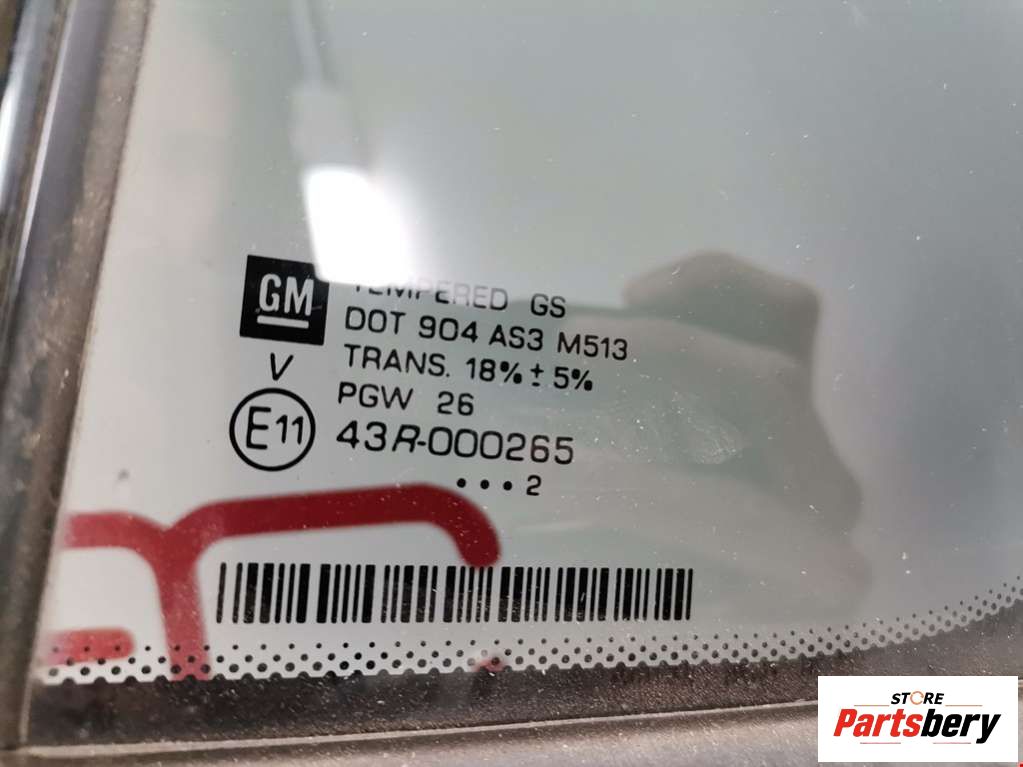 GM
TEMPERED GS
DOT 904 AS3 M513
TRANS. 18% ± 5%
V
PGW 26
E11
43R-000265
•••2
STORE
Partsbery